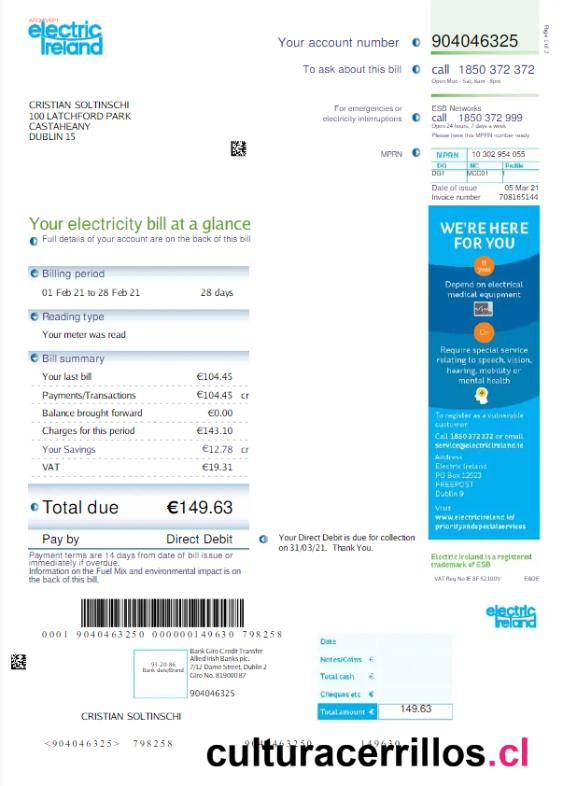 electric
Ireland
Your account number 904046325
To ask about this bill call 1850 372 372
Open Mon - Sat, 8am - 8pm
Page 1 of 2
CRISTIAN SOLTINSCHI
100 LATCHFORD PARK
CASTAHEANY
DUBLIN 15
For emergencies or
electricity interruptions
ESB Networks
call 1850 372 999
Open 24 hours, 7 days a week
Please have this MPRN number ready
MPRN
MPRN 10 302 954 055
DG MC Profile
DG1 MCC01
Date of issue 05 Mar 21
Invoice number 708165144
Your electricity bill at a glance
Full details of your account are on the back of this bill
Billing period
01 Feb 21 to 28 Feb 21 28 days
Reading type
Your meter was read
Bill summary
Your last bill €104.45
Payments/Transactions €104.45 cr
Balance brought forward €0.00
Charges for this period €143.10
Your Savings €12.78 cr
VAT €19.31
Total due €149.63
Pay by Direct Debit
Your Direct Debit is due for collection
on 31/03/21. Thank You.
Payment terms are 14 days from date of bill issue or
immediately if overdue.
Information on the Fuel Mix and environmental impact is on
the back of this bill.
WE'RE HERE
FOR YOU
If
you
Depend on electrical
medical equipment
Or
Require special service
relating to speech, vision,
hearing, mobility or
mental health
To register as a vulnerable
customer
Call 1850 372 372 or email
service@electricireland.ie
Address
Electric Ireland
PO Box 12523
FREEPOST
Dublin 9
Visit
www.electricireland.ie/
priorityandspecialservices
Electric Ireland is a registered
trademark of ESB
VAT Reg No IE 8F 52100V E&OE
electric
Ireland
0001 9040463250 000000149630 798258
93-20-86
Bank Giro Credit Transfer
Allied Irish Banks plc.
7/12 Dame Street, Dublin 2
Giro No. 81900087
904046325
CRISTIAN SOLTINSCHI
Date
Notes/Coins €
Total cash €
Cheques etc €
Total amount € 149.63
<904046325> 798258
culturacerrillos.cl